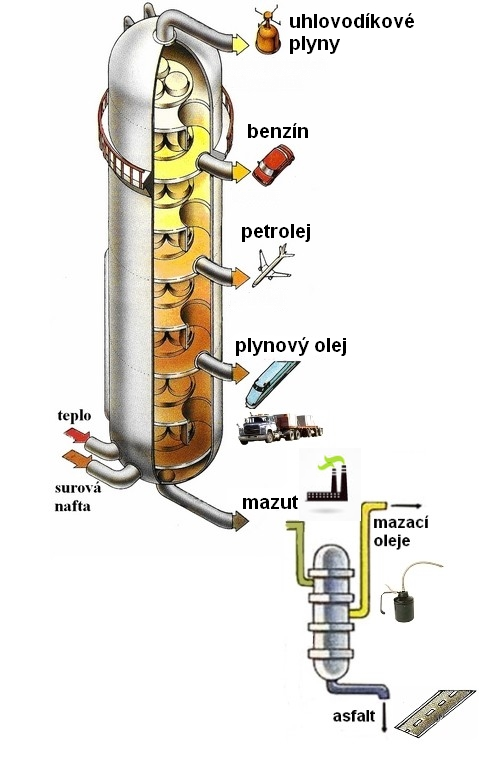 uhlovodíkové
plyny
benzín
petrolej
plynový olej
teplo
surová
nafta
mazut
mazací
oleje
asfalt